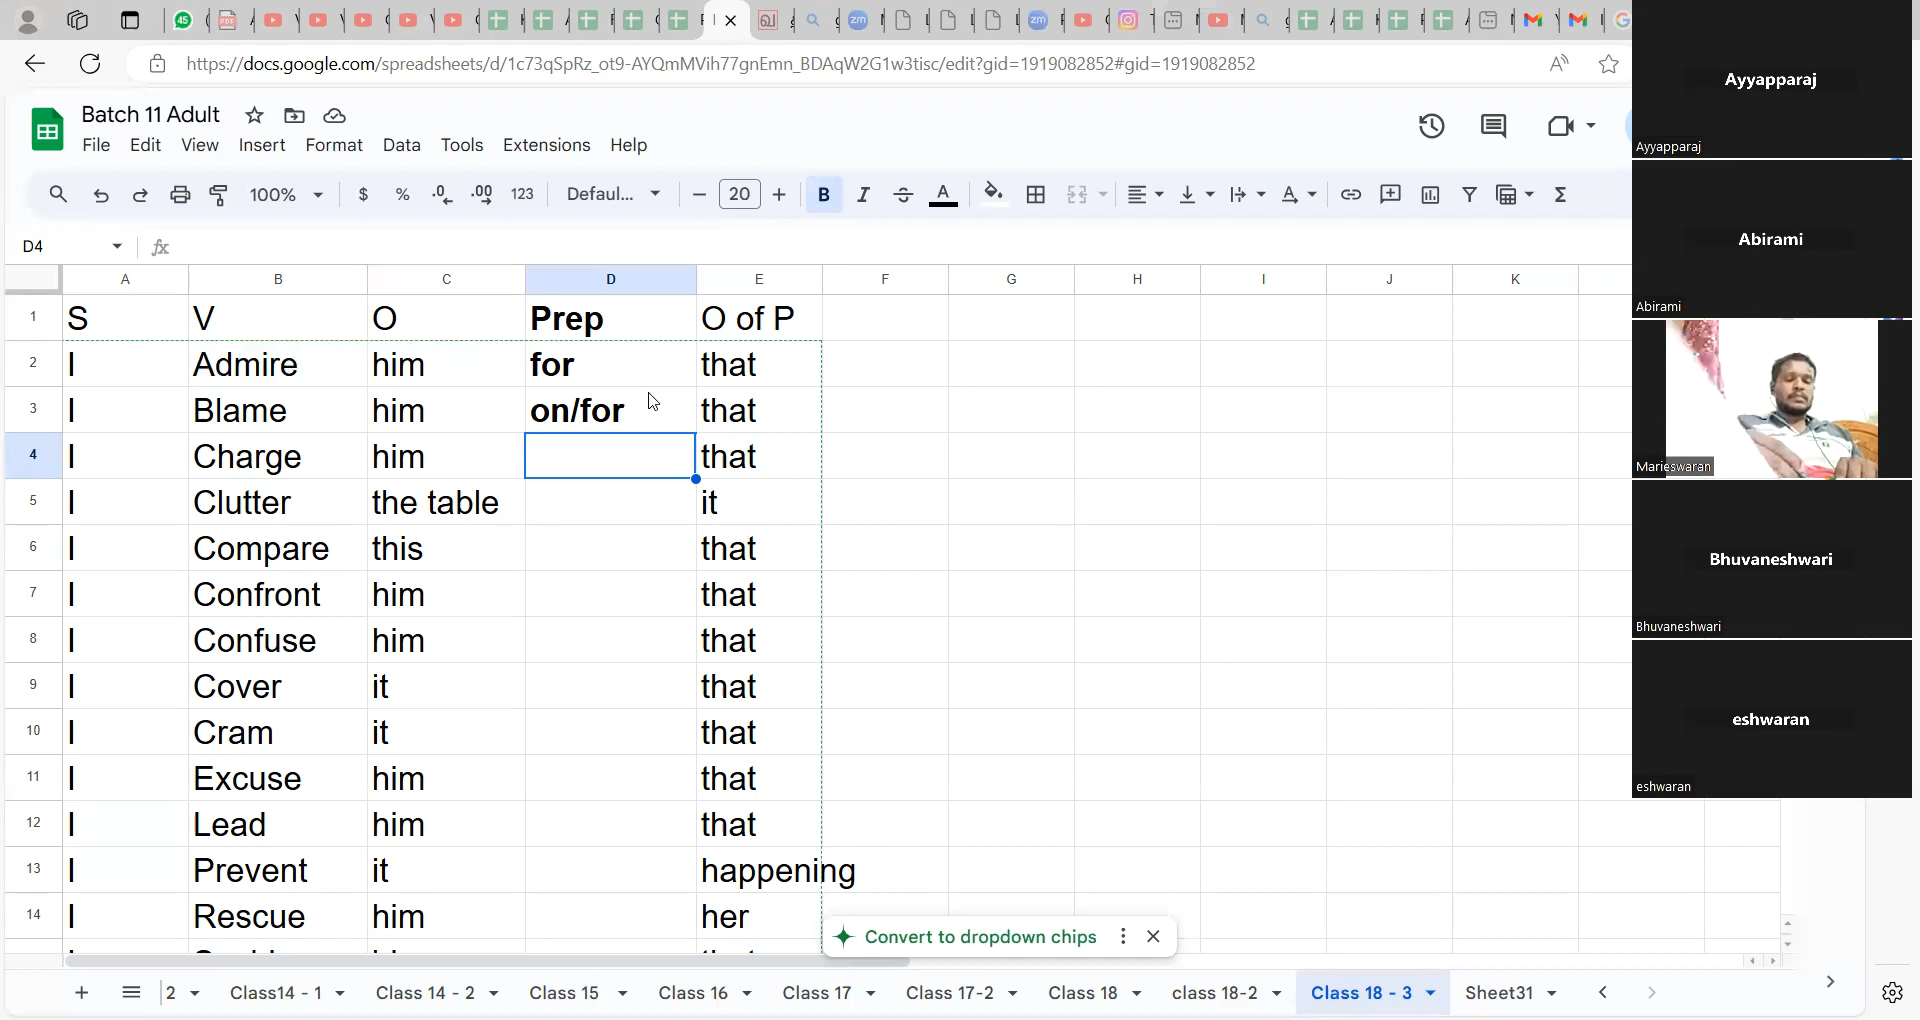 45
https://docs.google.com/spreadsheets/d/1c73qSpRz_ot9-AYQmMVih77gnEmn_BDAqW2G1w3tisc/edit?gid=1919082852#gid=1919082852
Batch 11 Adult
File Edit View Insert Format Data Tools Extensions Help
100% $ % .0 .00 123 Defaul... 20 B I A
D4 fx
A B C D E F G H I J K
1 S V O Prep O of P
2 I Admire him for that
3 I Blame him on/for that
4 I Charge him that
5 I Clutter the table it
6 I Compare this that
7 I Confront him that
8 I Confuse him that
9 I Cover it that
10 I Cram it that
11 I Excuse him that
12 I Lead him that
13 I Prevent it happening
14 I Rescue him her
Convert to dropdown chips
2 Class14 - 1 Class 14 - 2 Class 15 Class 16 Class 17 Class 17-2 Class 18 class 18-2 Class 18 - 3 Sheet31
Ayyapparaj
Ayyapparaj
Abirami
Abirami
Marieswaran
Bhuvaneshwari
Bhuvaneshwari
eshwaran
eshwaran